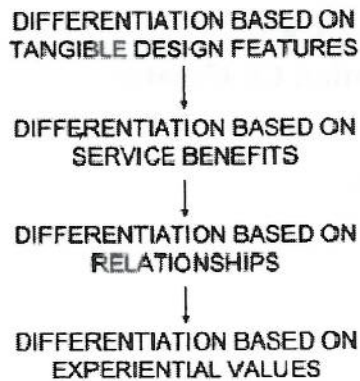 DIFFERENTIATION BASED ON
TANGIBLE DESIGN FEATURES
DIFFERENTIATION BASED ON
SERVICE BENEFITS
DIFFERENTIATION BASED ON
RELATIONSHIPS
DIFFERENTIATION BASED ON
EXPERIENTIAL VALUES